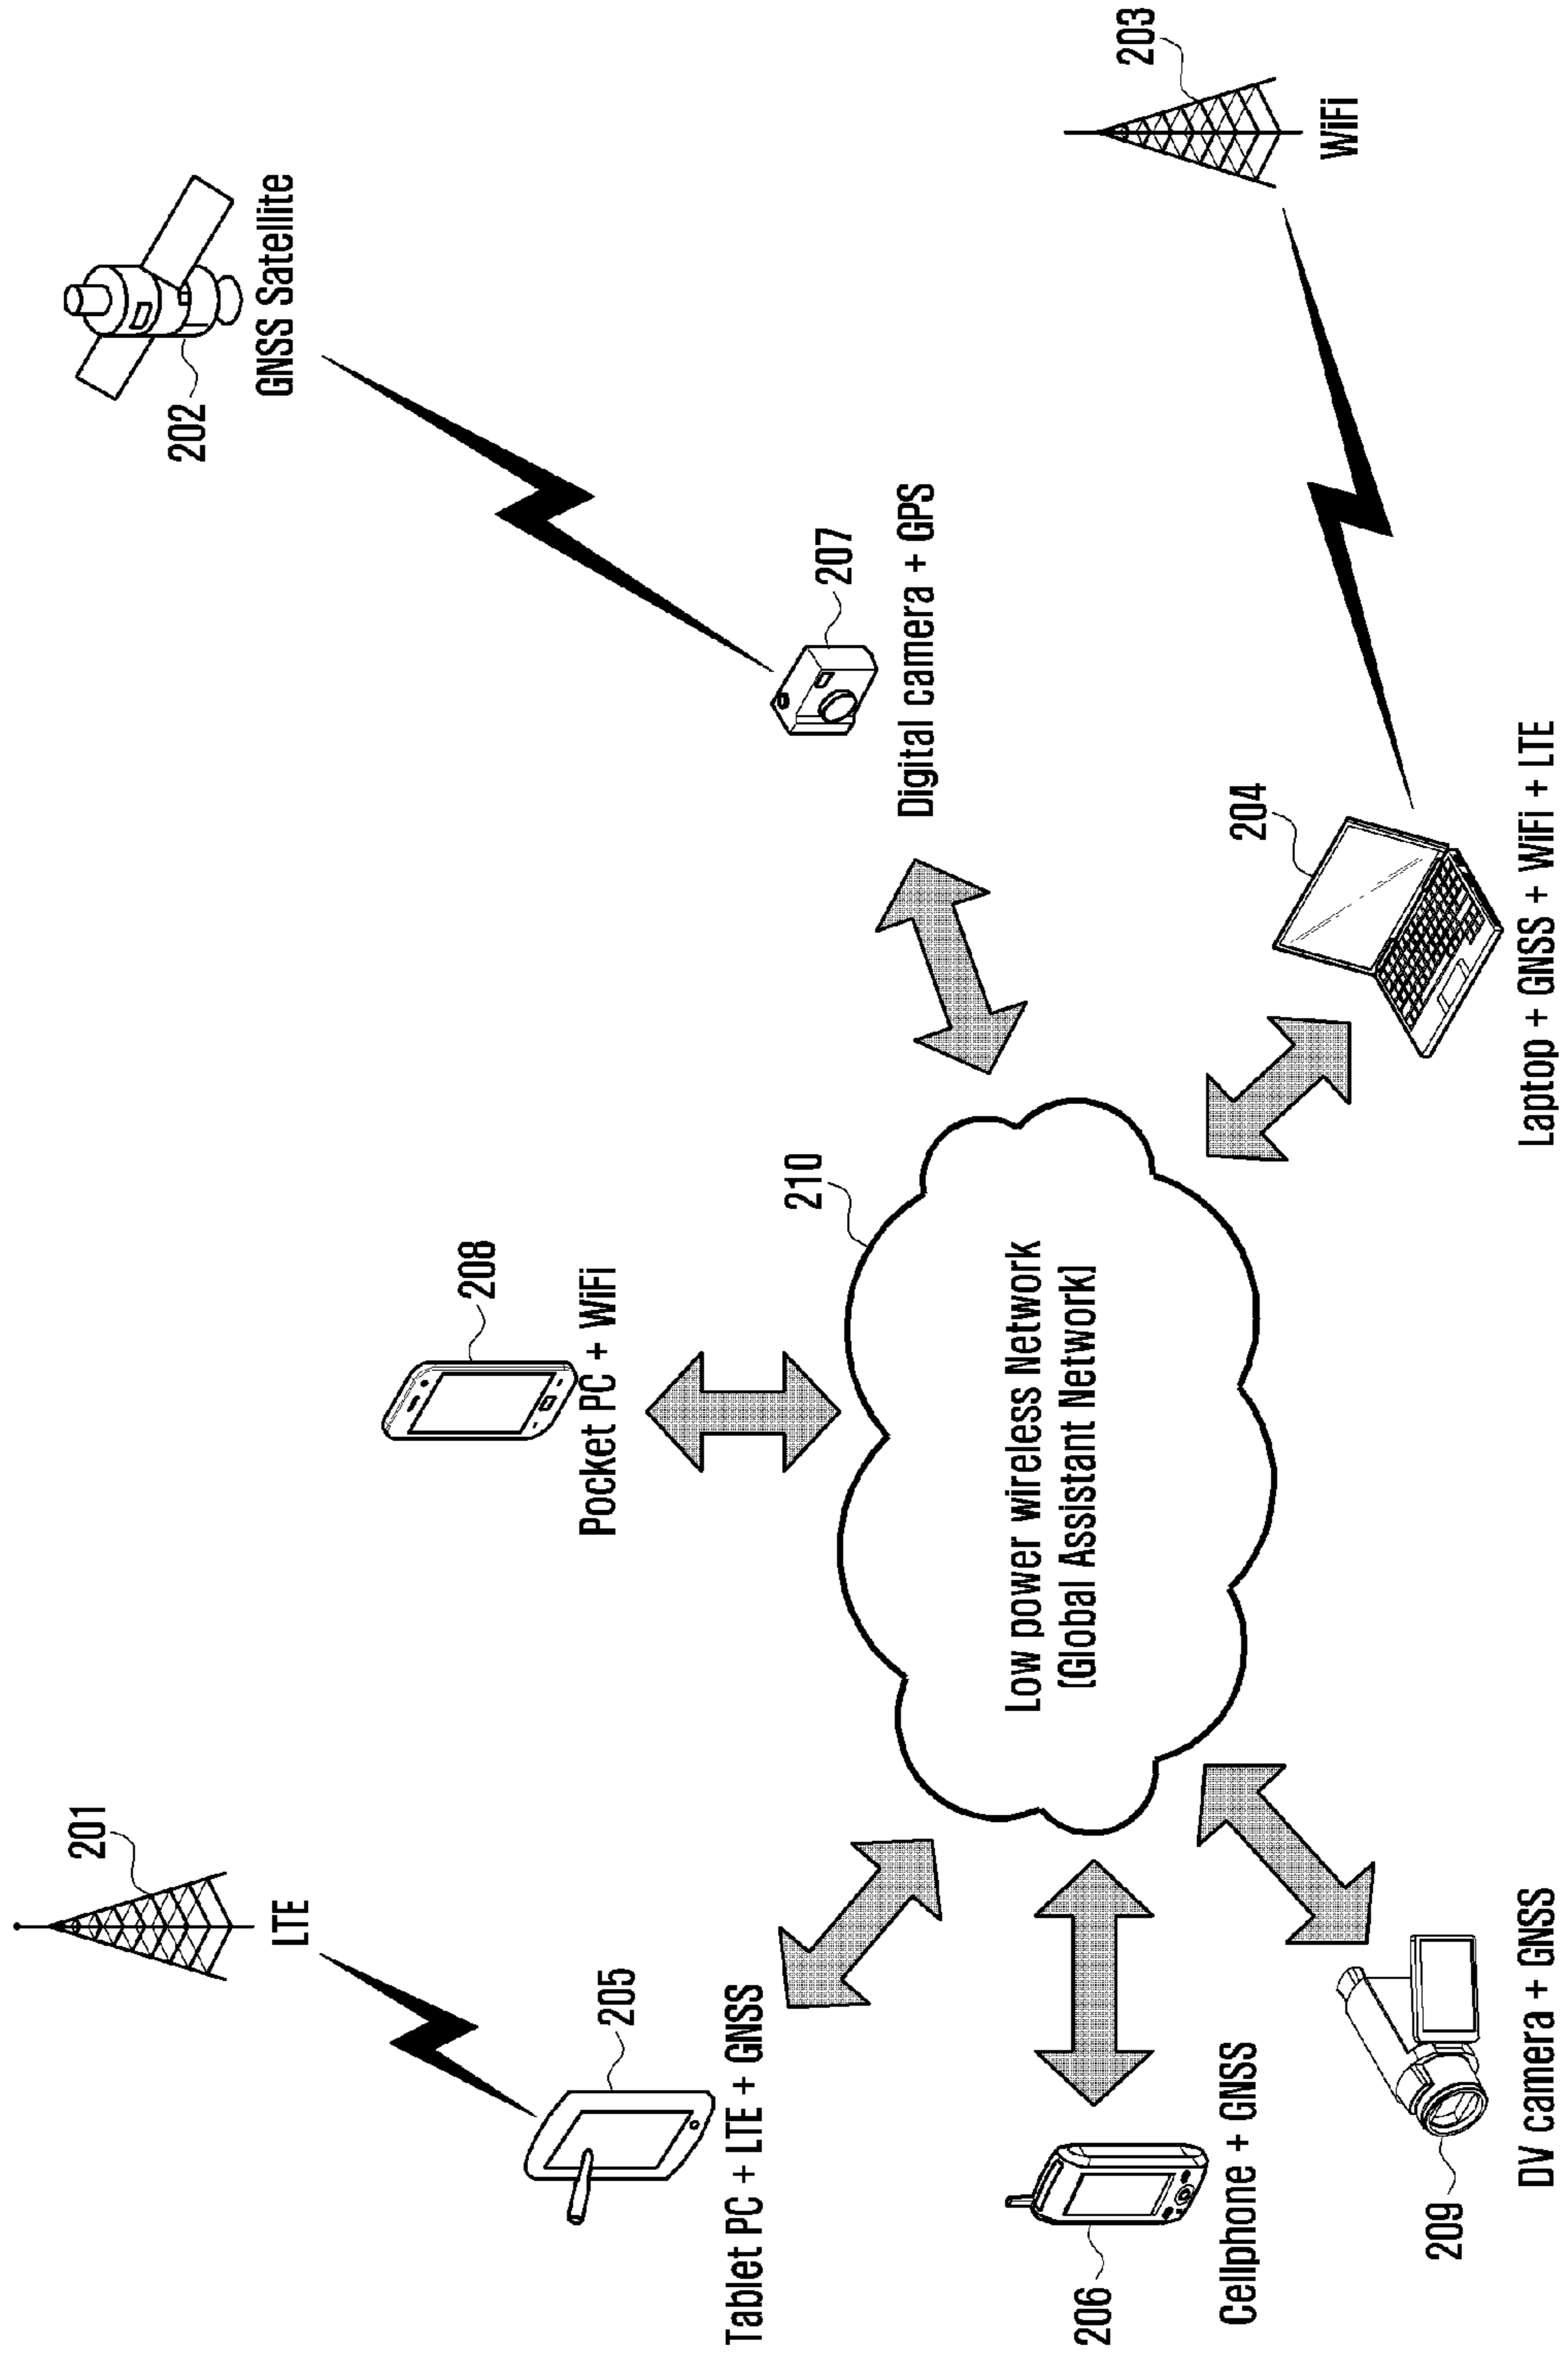 201
LTE
202
GNSS Satellite
208
Pocket PC + WiFi
205
Tablet PC + LTE + GNSS
207
Digital camera + GPS
210
Low power wireless Network
(Global Assistant Network)
203
WiFi
206
Cellphone + GNSS
204
Laptop + GNSS + WiFi + LTE
209
DV camera + GNSS